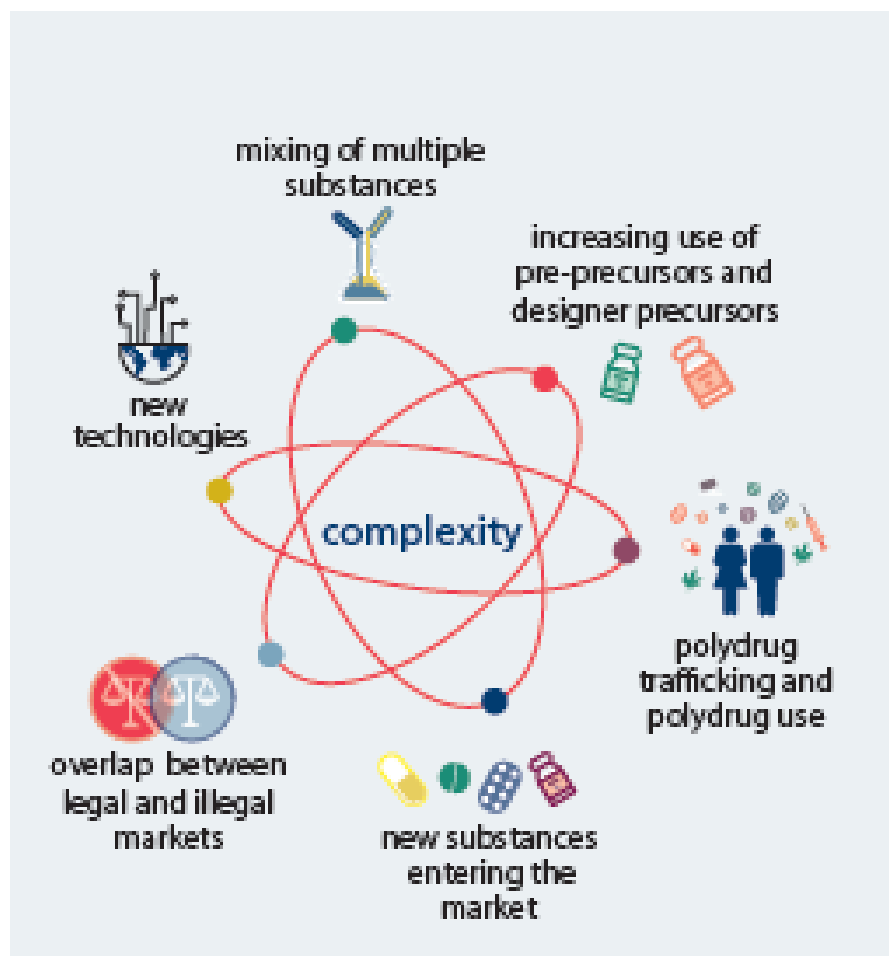 mixing of multiple
substances
increasing use of
pre-precursors and
designer precursors
new
technologies
complexity
polydrug
trafficking and
polydrug use
overlap between
legal and illegal
markets
new substances
entering the
market